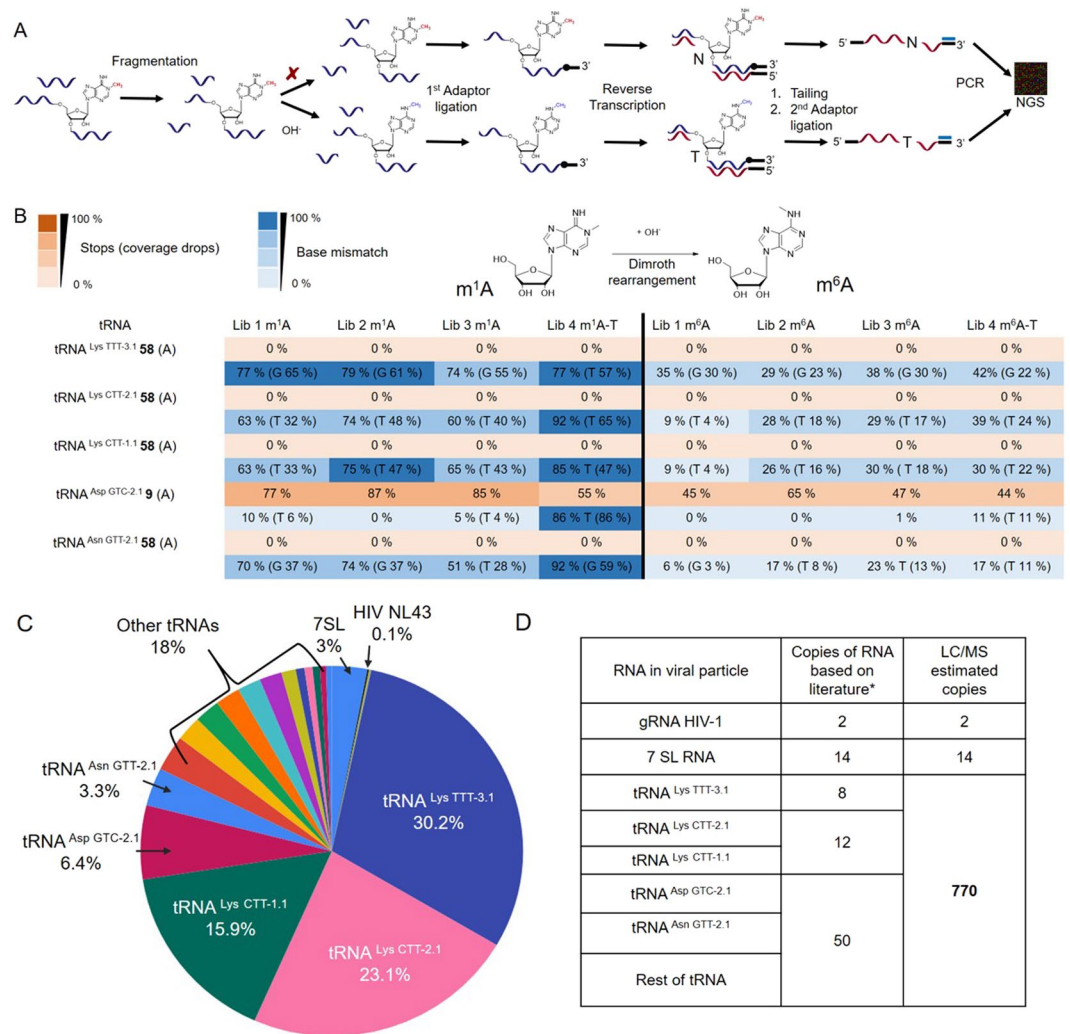 A
Fragmentation
OH-
1st Adaptor
ligation
Reverse
Transcription
N
T
3'
5'
3'
5'
1. Tailing
2. 2nd Adaptor
ligation
5' N 3'
5' T 3'
PCR
NGS
B
100 %
Stops (coverage drops)
0 %
100 %
Base mismatch
0 %
m1A
+ OH-
Dimroth
rearrangement
m6A
tRNA Lib 1 m1A Lib 2 m1A Lib 3 m1A Lib 4 m1A-T Lib 1 m6A Lib 2 m6A Lib 3 m6A Lib 4 m6A-T
tRNA Lys TTT-3.1 58 (A) 0 % 0 % 0 % 0 % 0 % 0 % 0 % 0 %
77 % (G 65 %) 79 % (G 61 %) 74 % (G 55 %) 77 % (T 57 %) 35 % (G 30 %) 29 % (G 23 %) 38 % (G 30 %) 42% (G 22 %)
tRNA Lys CTT-2.1 58 (A) 0 % 0 % 0 % 0 % 0 % 0 % 0 % 0 %
63 % (T 32 %) 74 % (T 48 %) 60 % (T 40 %) 92 % (T 65 %) 9 % (T 4 %) 28 % (T 18 %) 29 % (T 17 %) 39 % (T 24 %)
tRNA Lys CTT-1.1 58 (A) 0 % 0 % 0 % 0 % 0 % 0 % 0 % 0 %
63 % (T 33 %) 75 % (T 47 %) 65 % (T 43 %) 85 % T (47 %) 9 % (T 4 %) 26 % (T 16 %) 30 % ( T 18 %) 30 % (T 22 %)
tRNA Asp GTC-2.1 9 (A) 77 % 87 % 85 % 55 % 45 % 65 % 47 % 44 %
10 % (T 6 %) 0 % 5 % (T 4 %) 86 % T (86 %) 0 % 0 % 1 % 11 % (T 11 %)
tRNA Asn GTT-2.1 58 (A) 0 % 0 % 0 % 0 % 0 % 0 % 0 % 0 %
70 % (G 37 %) 74 % (G 37 %) 51 % (T 28 %) 92 % (G 59 %) 6 % (G 3 %) 17 % (T 8 %) 23 % T (13 %) 17 % (T 11 %)
C
Other tRNAs
18%
7SL
3%
HIV NL43
0.1%
tRNA Asn GTT-2.1
3.3%
tRNA Asp GTC-2.1
6.4%
tRNA Lys CTT-1.1
15.9%
tRNA Lys TTT-3.1
30.2%
tRNA Lys CTT-2.1
23.1%
D
RNA in viral particle
Copies of RNA
based on
literature*
LC/MS
estimated
copies
gRNA HIV-1 2 2
7 SL RNA 14 14
tRNA Lys TTT-3.1 8
tRNA Lys CTT-2.1
12
tRNA Lys CTT-1.1
770
tRNA Asp GTC-2.1
tRNA Asn GTT-2.1
50
Rest of tRNA